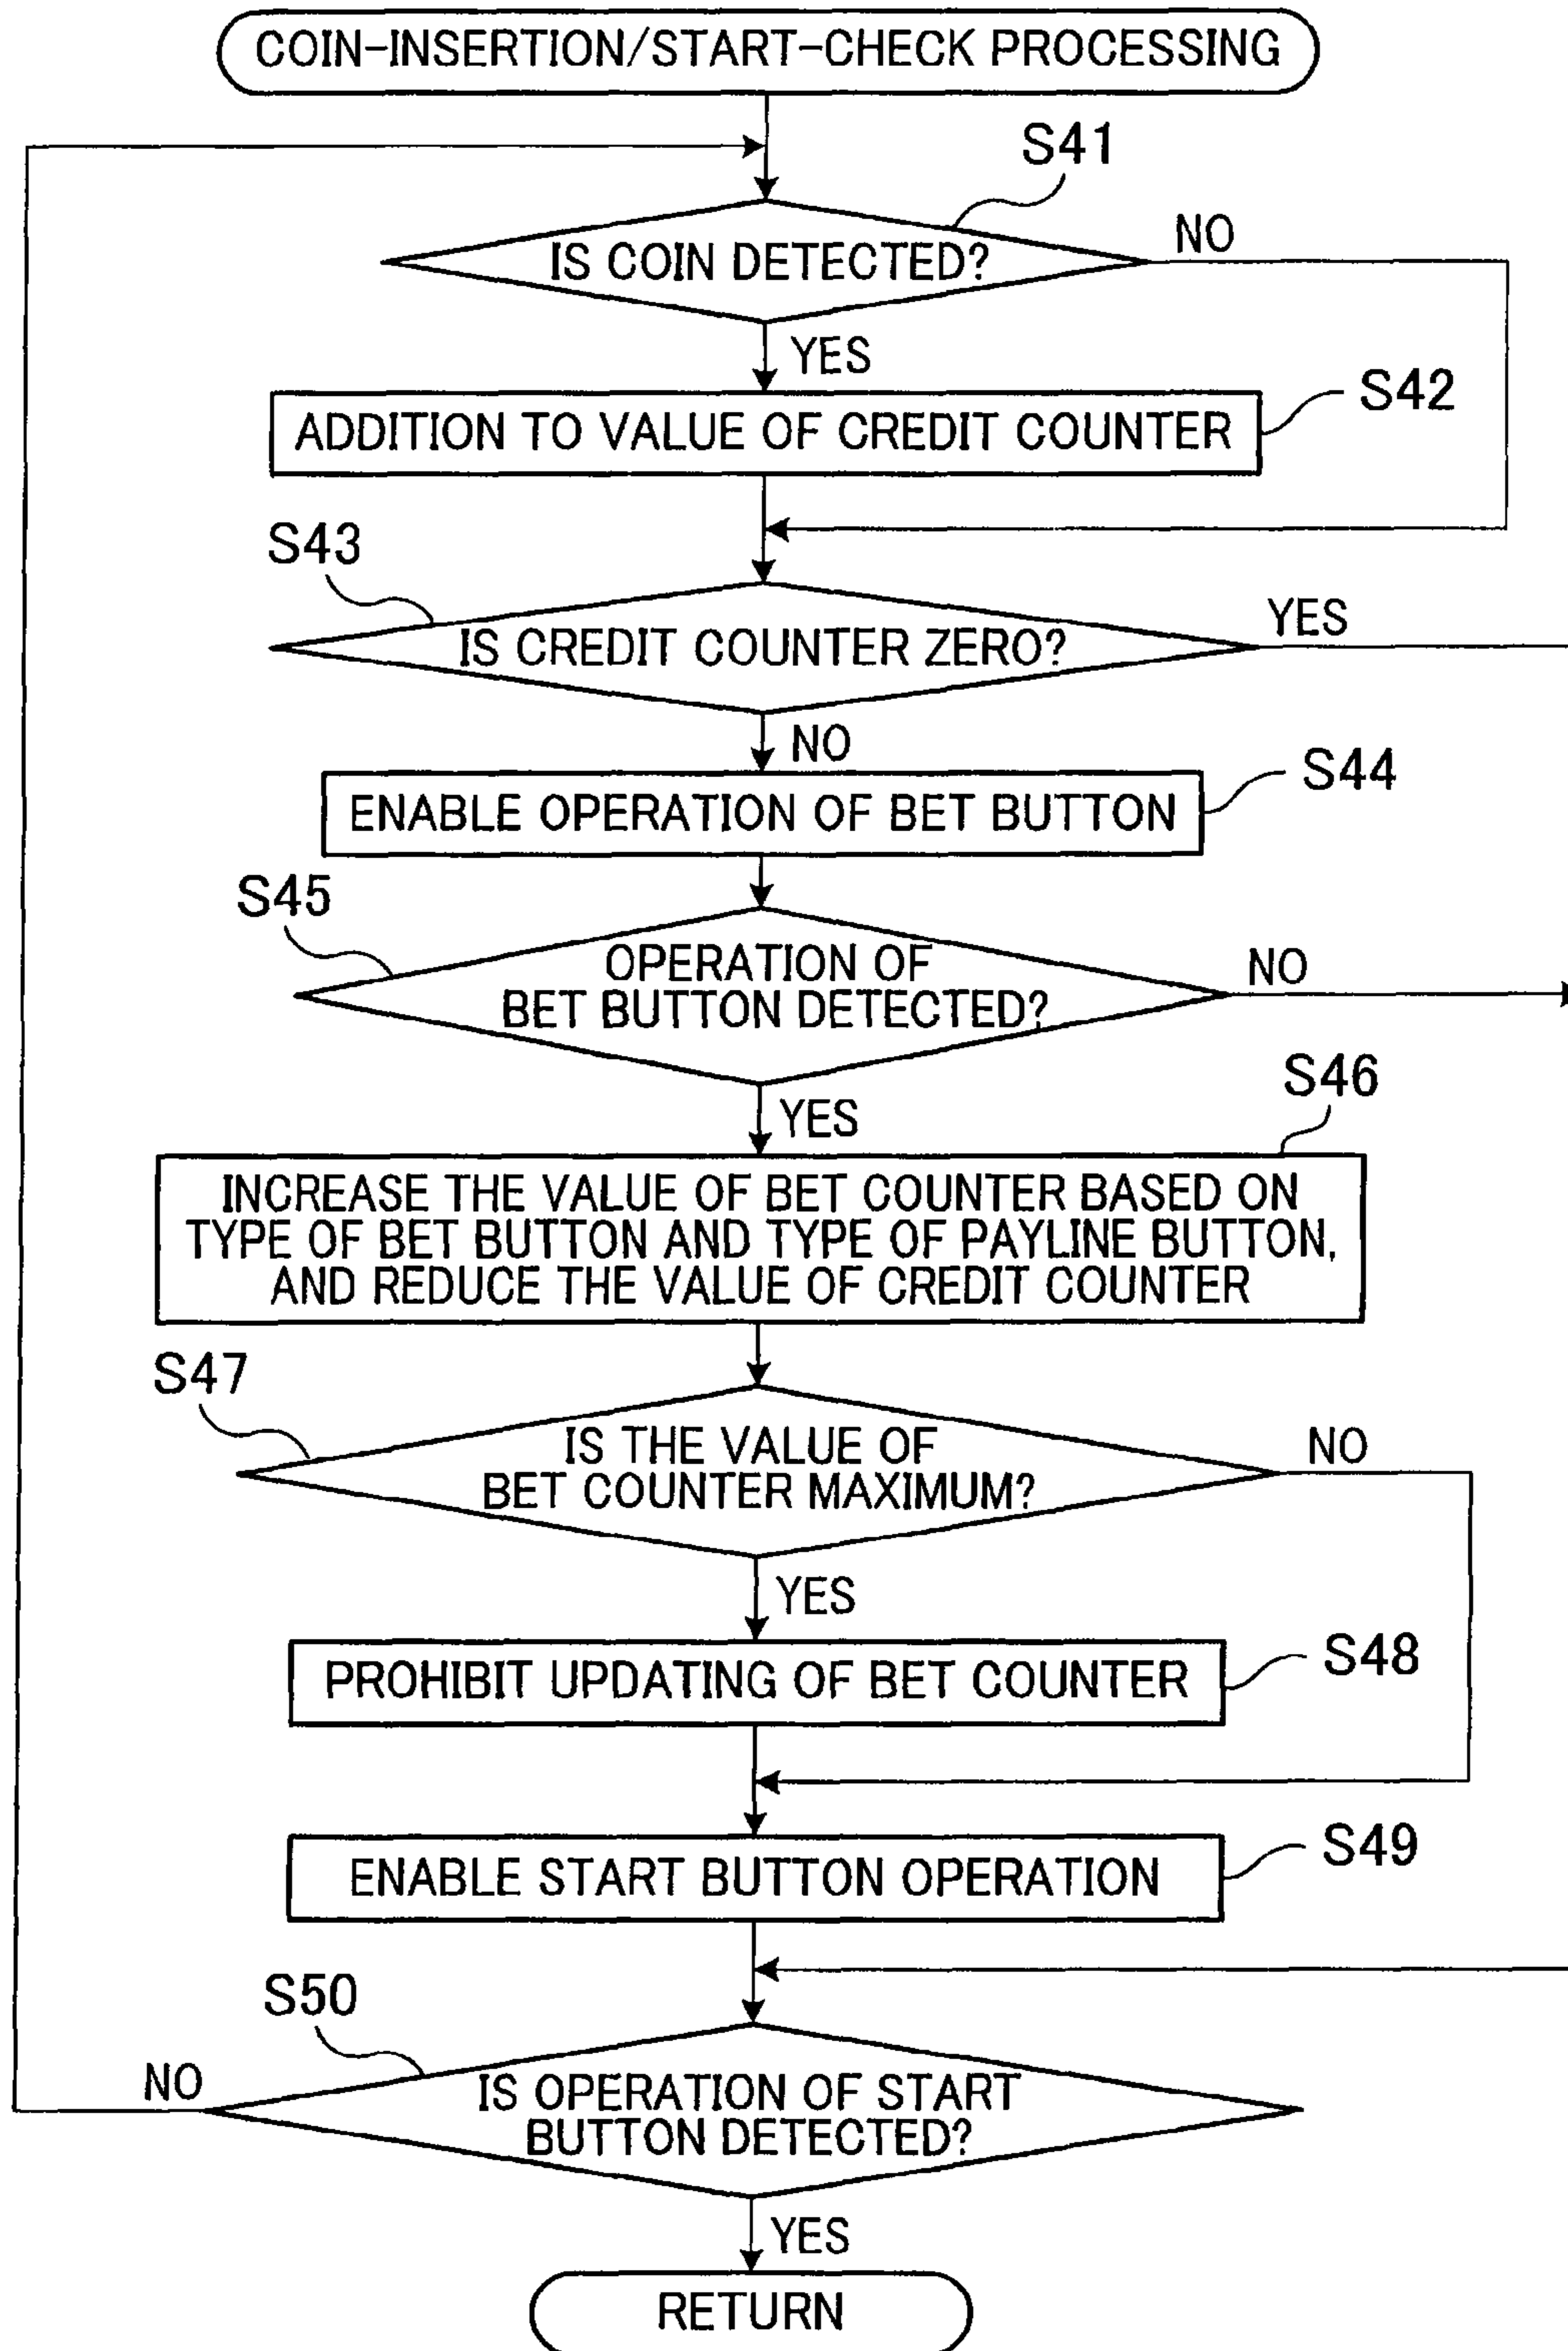 COIN-INSERTION/START-CHECK PROCESSING
S41
IS COIN DETECTED?
NO
YES
ADDITION TO VALUE OF CREDIT COUNTER
S42
S43
IS CREDIT COUNTER ZERO?
YES
NO
ENABLE OPERATION OF BET BUTTON
S44
S45
OPERATION OF
BET BUTTON DETECTED?
NO
YES
S46
INCREASE THE VALUE OF BET COUNTER BASED ON
TYPE OF BET BUTTON AND TYPE OF PAYLINE BUTTON,
AND REDUCE THE VALUE OF CREDIT COUNTER
S47
IS THE VALUE OF
BET COUNTER MAXIMUM?
NO
YES
PROHIBIT UPDATING OF BET COUNTER
S48
ENABLE START BUTTON OPERATION
S49
S50
NO
IS OPERATION OF START
BUTTON DETECTED?
YES
RETURN